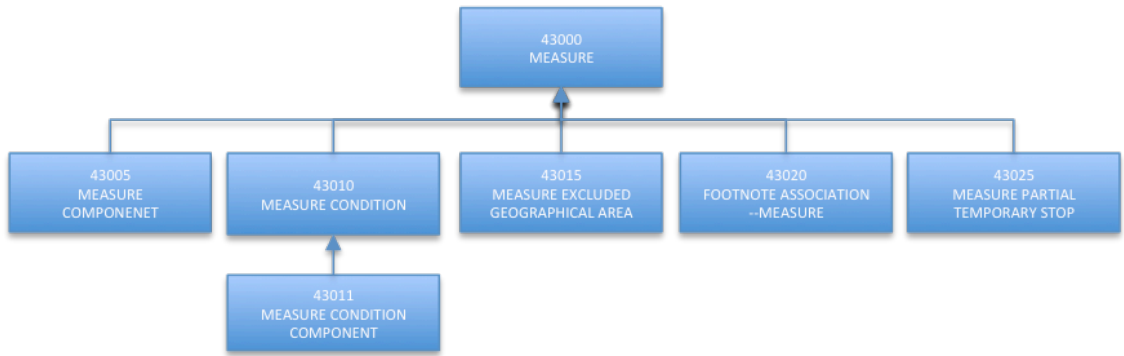 43000
MEASURE
43005
MEASURE
COMPONENET
43010
MEASURE CONDITION
43015
MEASURE EXCLUDED
GEOGRAPHICAL AREA
43020
FOOTNOTE ASSOCIATION
--MEASURE
43025
MEASURE PARTIAL
TEMPORARY STOP
43011
MEASURE CONDITION
COMPONENT